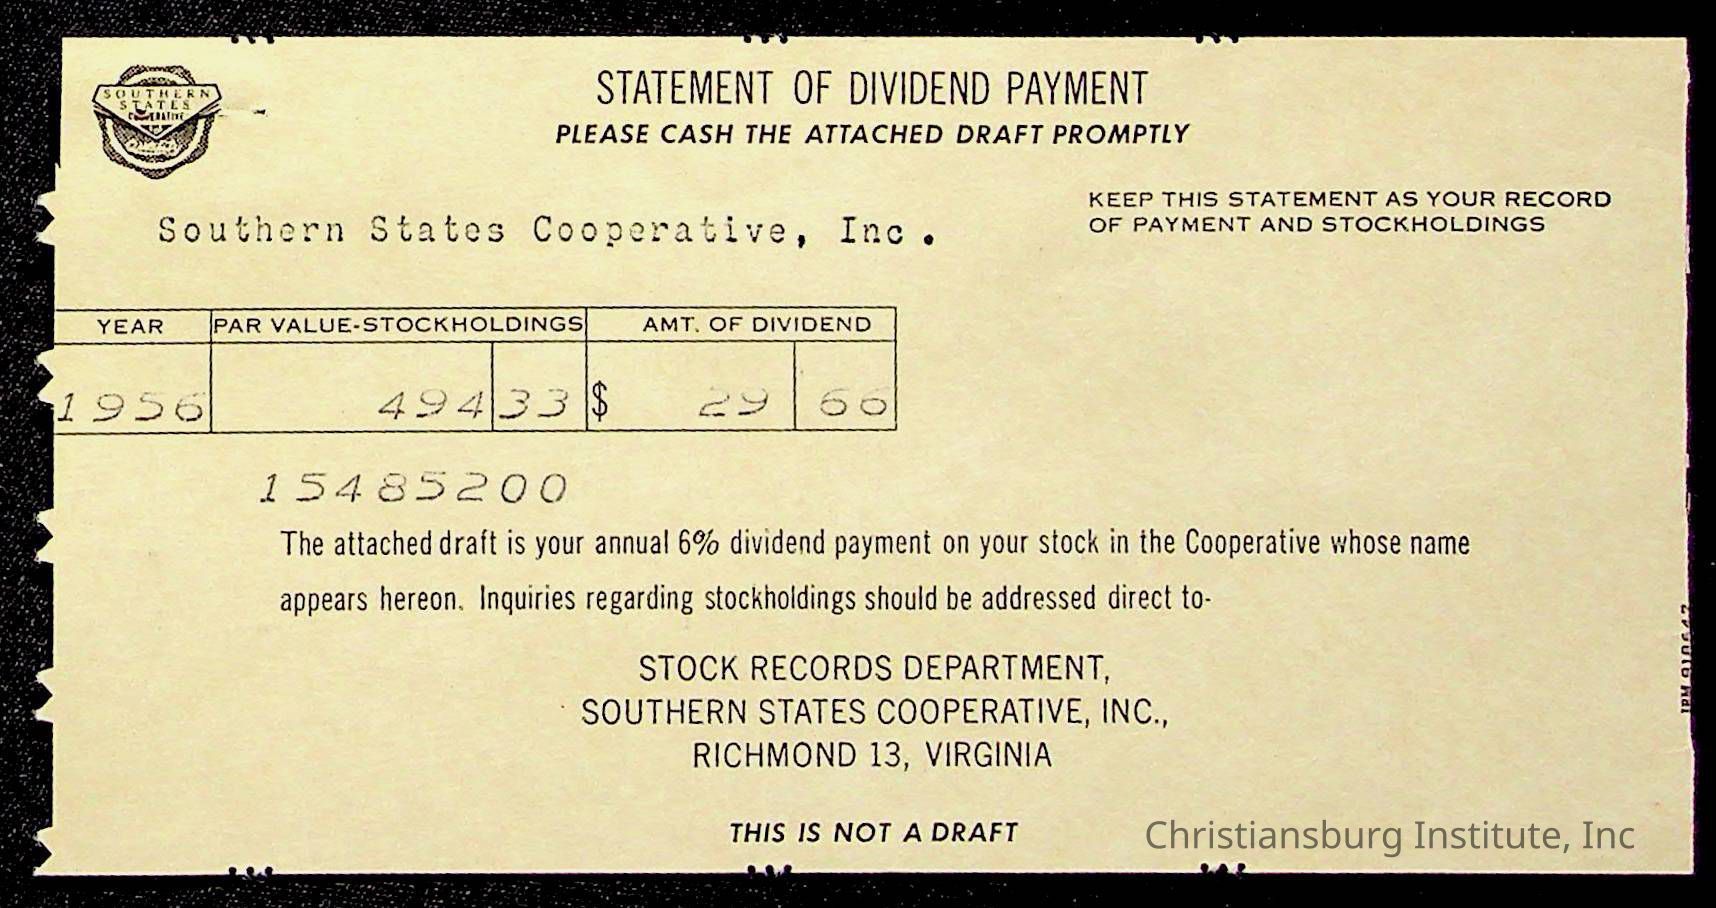 SOUTHERN
STATES
COOPERATIVE
STATEMENT OF DIVIDEND PAYMENT
PLEASE CASH THE ATTACHED DRAFT PROMPTLY
KEEP THIS STATEMENT AS YOUR RECORD
OF PAYMENT AND STOCKHOLDINGS
Southern States Cooperative, Inc.
YEAR PAR VALUE-STOCKHOLDINGS AMT. OF DIVIDEND
1956 494 33 $ 29 66
15485200
The attached draft is your annual 6% dividend payment on your stock in the Cooperative whose name
appears hereon. Inquiries regarding stockholdings should be addressed direct to-
STOCK RECORDS DEPARTMENT,
SOUTHERN STATES COOPERATIVE, INC.,
RICHMOND 13, VIRGINIA
THIS IS NOT A DRAFT
Christiansburg Institute, Inc